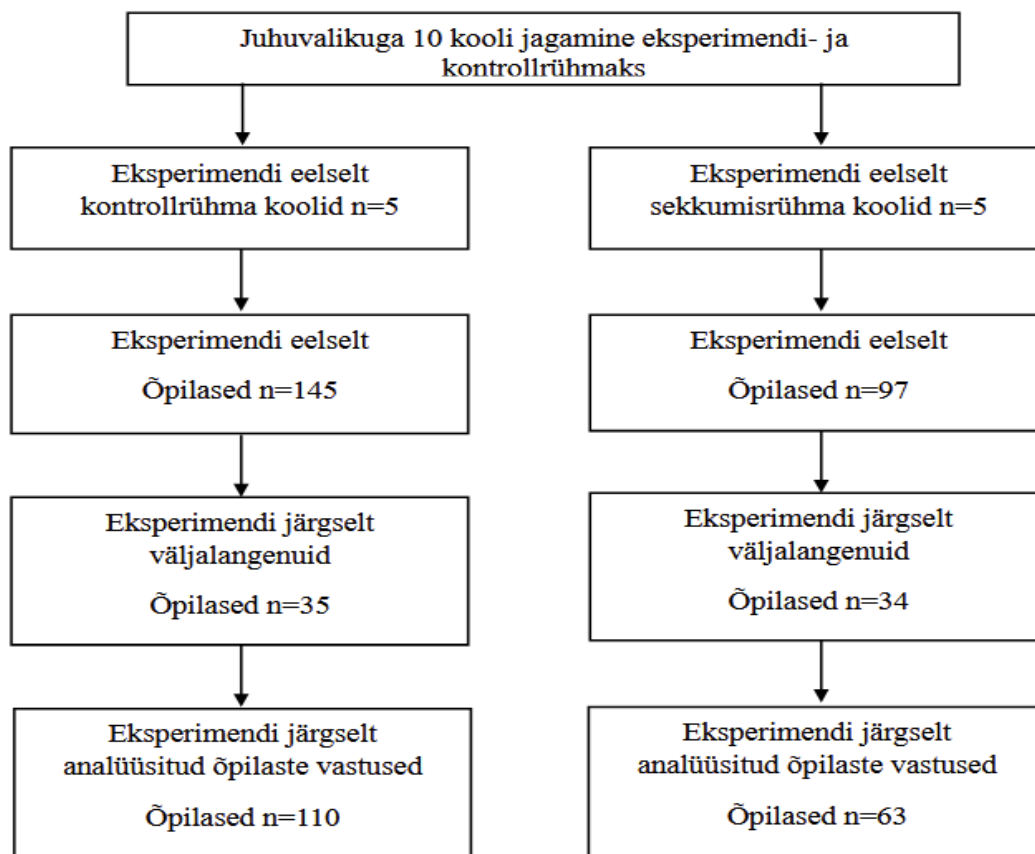 Juhuvalikuga 10 kooli jagamine eksperimendi- ja
kontrollrühmaks
Eksperimendi eelselt
kontrollrühma koolid n=5
Eksperimendi eelselt
sekkumisrühma koolid n=5
Eksperimendi eelselt
Õpilased n=145
Eksperimendi eelselt
Õpilased n=97
Eksperimendi järgselt
väljalangenuid
Õpilased n=35
Eksperimendi järgselt
väljalangenuid
Õpilased n=34
Eksperimendi järgselt
analüüsitud õpilaste vastused
Õpilased n=110
Eksperimendi järgselt
analüüsitud õpilaste vastused
Õpilased n=63